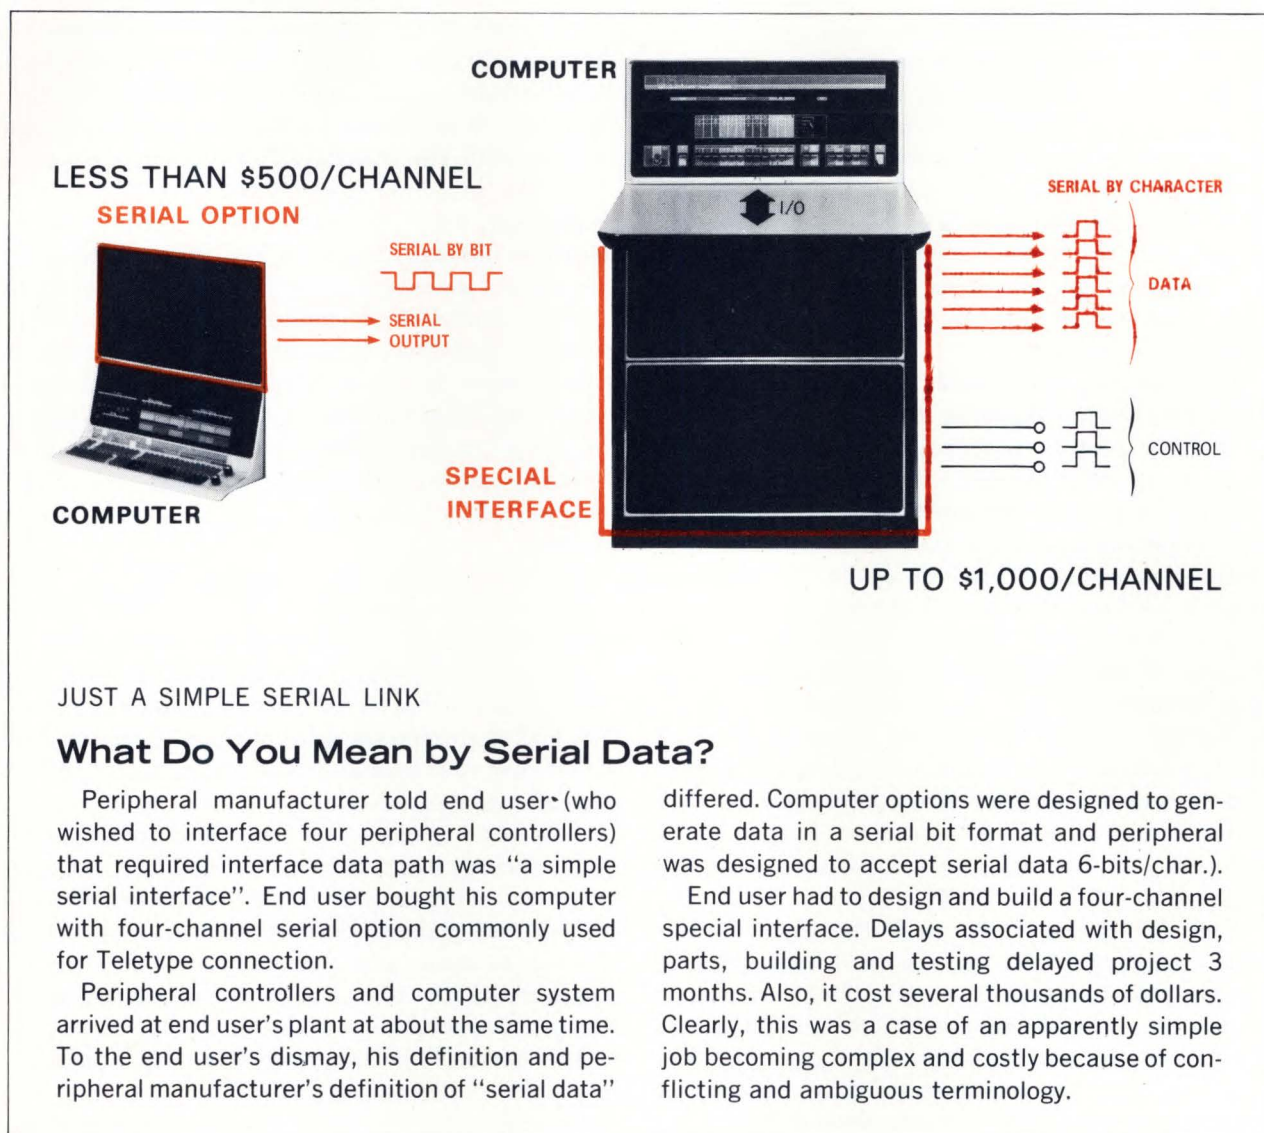 COMPUTER
LESS THAN $500/CHANNEL
SERIAL OPTION
SERIAL BY BIT
SERIAL
OUTPUT
COMPUTER
I/O
SERIAL BY CHARACTER
DATA
CONTROL
SPECIAL
INTERFACE
UP TO $1,000/CHANNEL
JUST A SIMPLE SERIAL LINK
What Do You Mean by Serial Data?
Peripheral manufacturer told end user (who
wished to interface four peripheral controllers)
that required interface data path was "a simple
serial interface". End user bought his computer
with four-channel serial option commonly used
for Teletype connection.
Peripheral controllers and computer system
arrived at end user's plant at about the same time.
To the end user's dismay, his definition and pe-
ripheral manufacturer's definition of "serial data"
differed. Computer options were designed to gen-
erate data in a serial bit format and peripheral
was designed to accept serial data 6-bits/char.).
End user had to design and build a four-channel
special interface. Delays associated with design,
parts, building and testing delayed project 3
months. Also, it cost several thousands of dollars.
Clearly, this was a case of an apparently simple
job becoming complex and costly because of con-
flicting and ambiguous terminology.